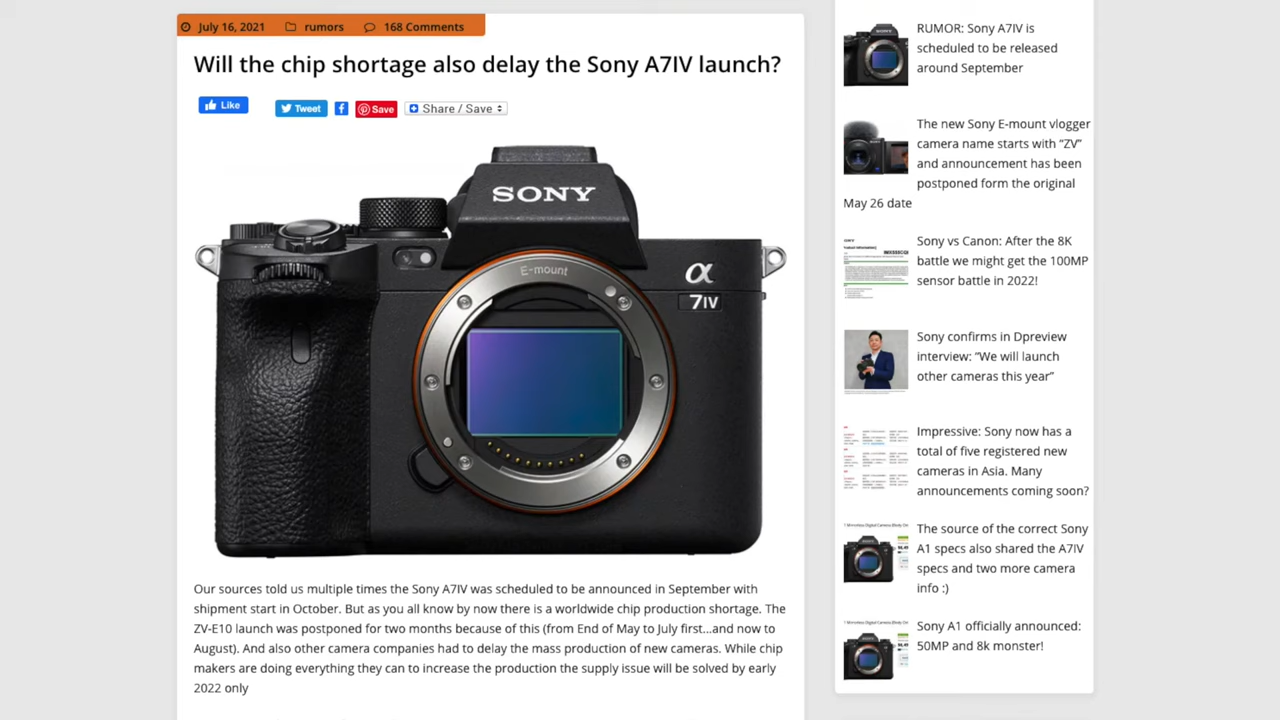 July 16, 2021 rumors 168 Comments
Will the chip shortage also delay the Sony A7IV launch?
Like Tweet Save Share / Save
SONY
E-mount
α
7IV
Our sources told us multiple times the Sony A7IV was scheduled to be announced in September with
shipment start in October. But as you all know by now there is a worldwide chip production shortage. The
ZV-E10 launch was postponed for two months because of this (from End of May to July first...and now to
August). And also other camera companies had to delay the mass production of new cameras. While chip
makers are doing everything they can to increase the production the supply issue will be solved by early
2022 only
RUMOR: Sony A7IV is
scheduled to be released
around September
The new Sony E-mount vlogger
camera name starts with “ZV”
and announcement has been
postponed form the original
May 26 date
Sony vs Canon: After the 8K
battle we might get the 100MP
sensor battle in 2022!
Sony confirms in Dpreview
interview: “We will launch
other cameras this year”
Impressive: Sony now has a
total of five registered new
cameras in Asia. Major
announcements coming soon?
The source of the correct Sony
A1 specs also shared the A7IV
specs and two more camera
info :)
Sony A1 officially announced:
50MP and 8k monster!